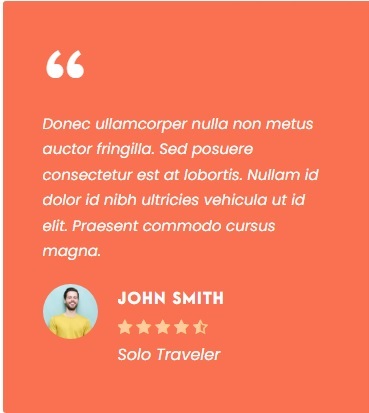 “
Donec ullamcorper nulla non metus
auctor fringilla. Sed posuere
consectetur est at lobortis. Nullam id
dolor id nibh ultricies vehicula ut id
elit. Praesent commodo cursus
magna.
JOHN SMITH
Solo Traveler